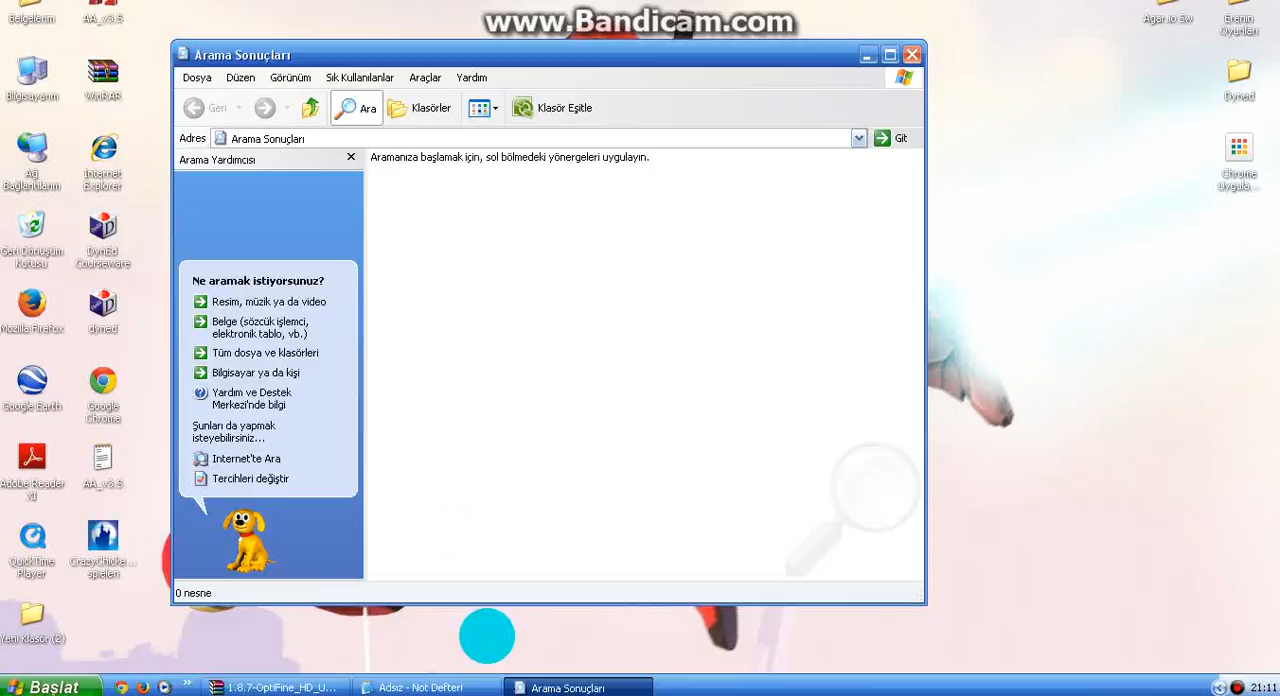 www.Bandicam.com
Belgelerim
AA_v3.5
Agar.io Sw
Erenin
Oyunları
Arama Sonuçları
Dosya Düzen Görünüm Sık Kullanılanlar Araçlar Yardım
Geri Ara Klasörler Klasör Eşitle
Adres Arama Sonuçları Git
Arama Yardımcısı
Aramanıza başlamak için, sol bölmedeki yönergeleri uygulayın.
Ne aramak istiyorsunuz?
Resim, müzik ya da video
Belge (sözcük işlemci,
elektronik tablo, vb.)
Tüm dosya ve klasörleri
Bilgisayar ya da kişi
Yardım ve Destek
Merkezi'nde bilgi
Şunları da yapmak
isteyebilirsiniz...
Internet'te Ara
Tercihleri değiştir
0 nesne
Bilgisayarım
WinRAR
Ağ
Bağlantılarım
Internet
Explorer
Geri Dönüşüm
Kutusu
DynEd
Courseware
Mozilla Firefox
dyned
Google Earth
Google
Chrome
Adobe Reader
XI
AA_v3.5
QuickTime
Player
CrazyChicke...
spielen
Yeni Klasör (2)
Dyned
Chrome
Uygula...
Başlat
1.8.7-OptiFine_HD_U...
Adsız - Not Defteri
Arama Sonuçları
21:11